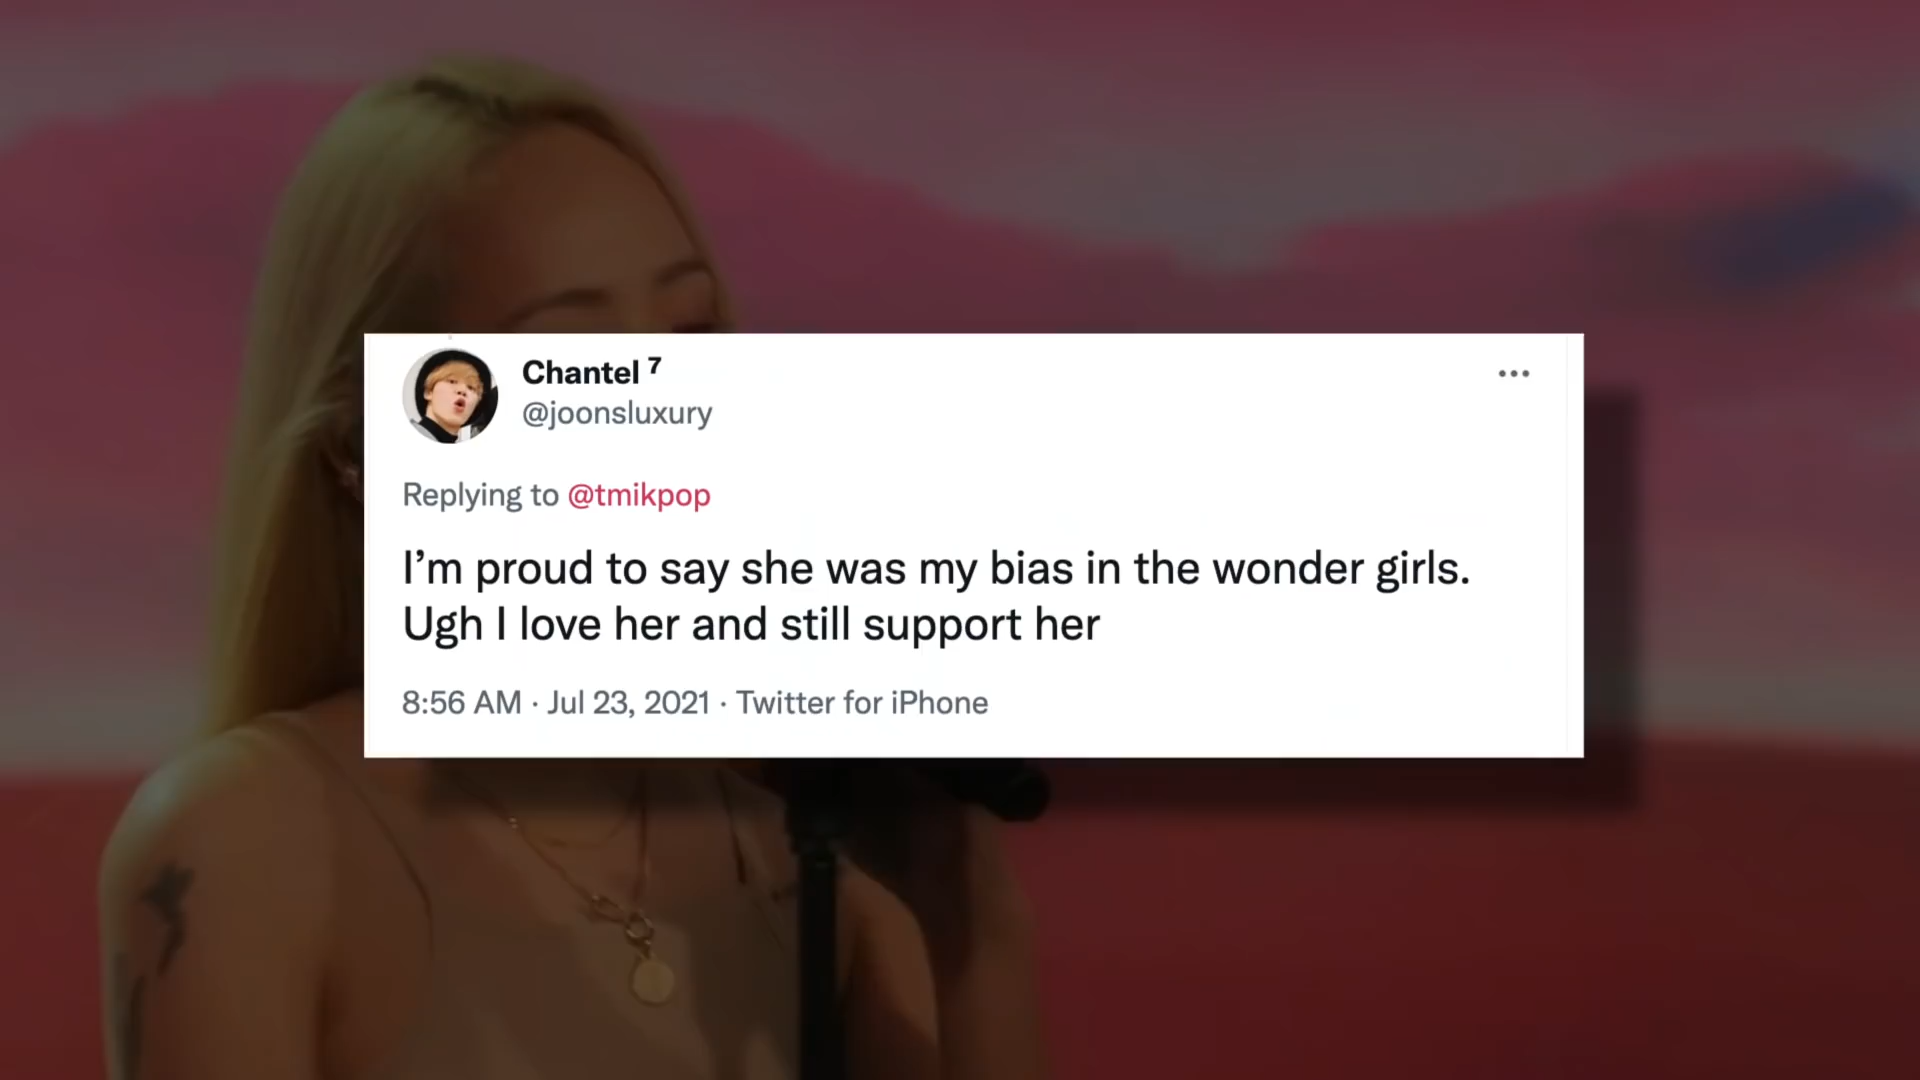 Chantel ⁷
@joonsluxury
Replying to @tmikpop
I’m proud to say she was my bias in the wonder girls.
Ugh I love her and still support her
8:56 AM · Jul 23, 2021 · Twitter for iPhone